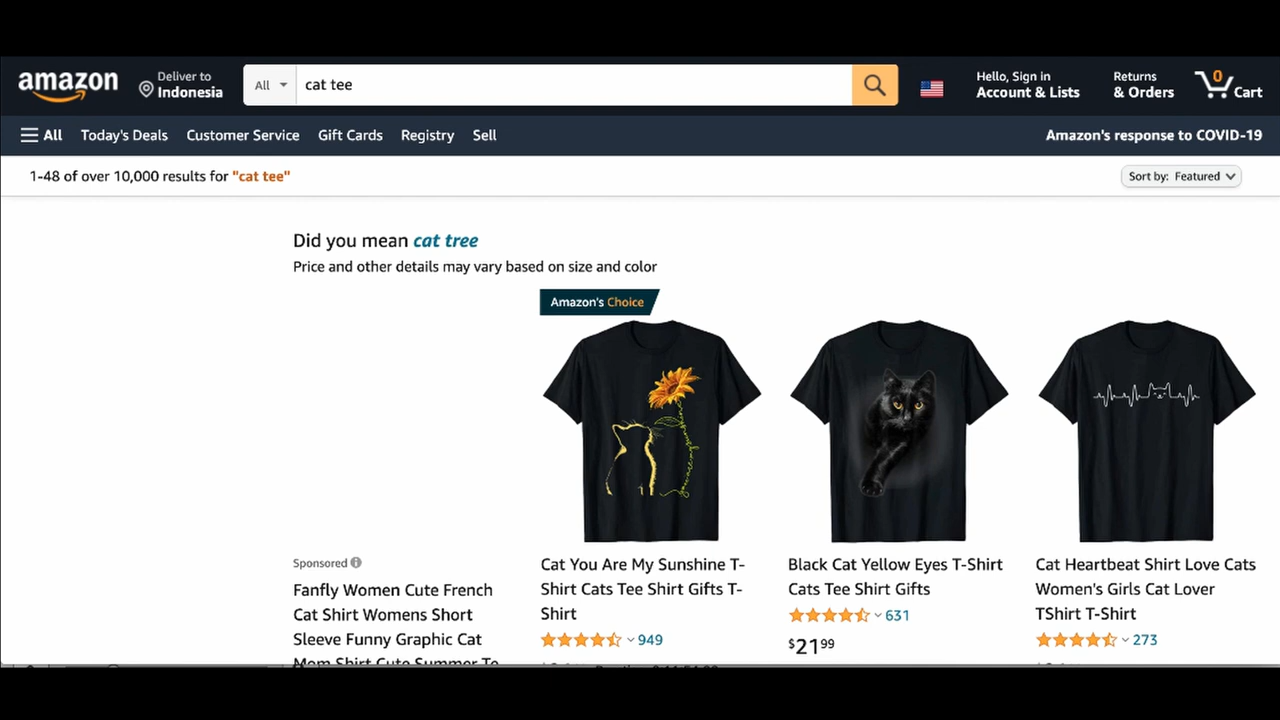 amazon
Deliver to
Indonesia
All
cat tee
Hello, Sign in
Account & Lists
Returns
& Orders
0
Cart
All
Today's Deals
Customer Service
Gift Cards
Registry
Sell
Amazon's response to COVID-19
1-48 of over 10,000 results for "cat tee"
Sort by: Featured
Did you mean cat tree
Price and other details may vary based on size and color
Amazon's Choice
Sponsored
Fanfly Women Cute French
Cat Shirt Womens Short
Sleeve Funny Graphic Cat
Mom Shirt Cute Summer Te
Cat You Are My Sunshine T-
Shirt Cats Tee Shirt Gifts T-
Shirt
949
Black Cat Yellow Eyes T-Shirt
Cats Tee Shirt Gifts
631
$21 99
Cat Heartbeat Shirt Love Cats
Women's Girls Cat Lover
TShirt T-Shirt
273